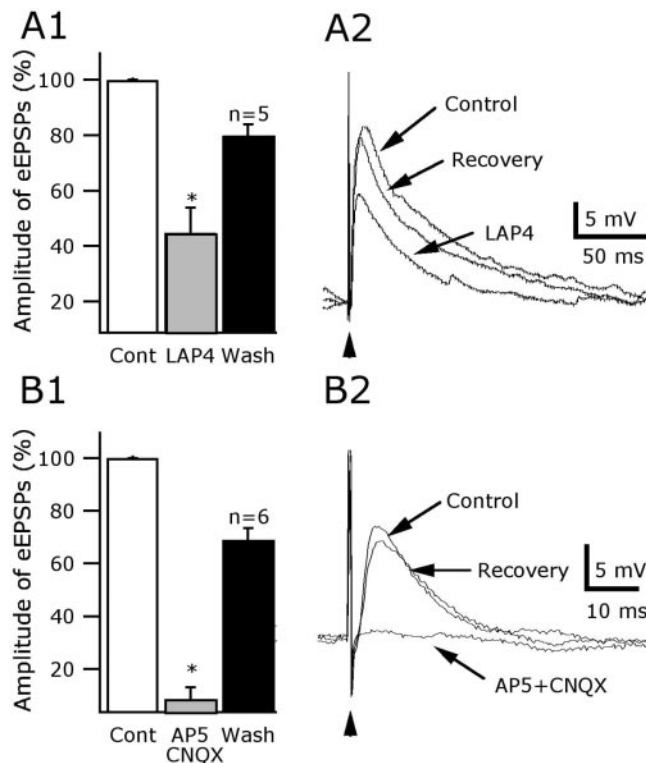 A1
Amplitude of eEPSPs (%)
100
80
60
40
20
n=5
*
Cont LAP4 Wash
A2
Control
Recovery
LAP4
5 mV
50 ms
B1
Amplitude of eEPSPs (%)
100
80
60
40
20
n=6
*
Cont AP5 Wash
CNQX
B2
Control
Recovery
AP5+CNQX
5 mV
10 ms